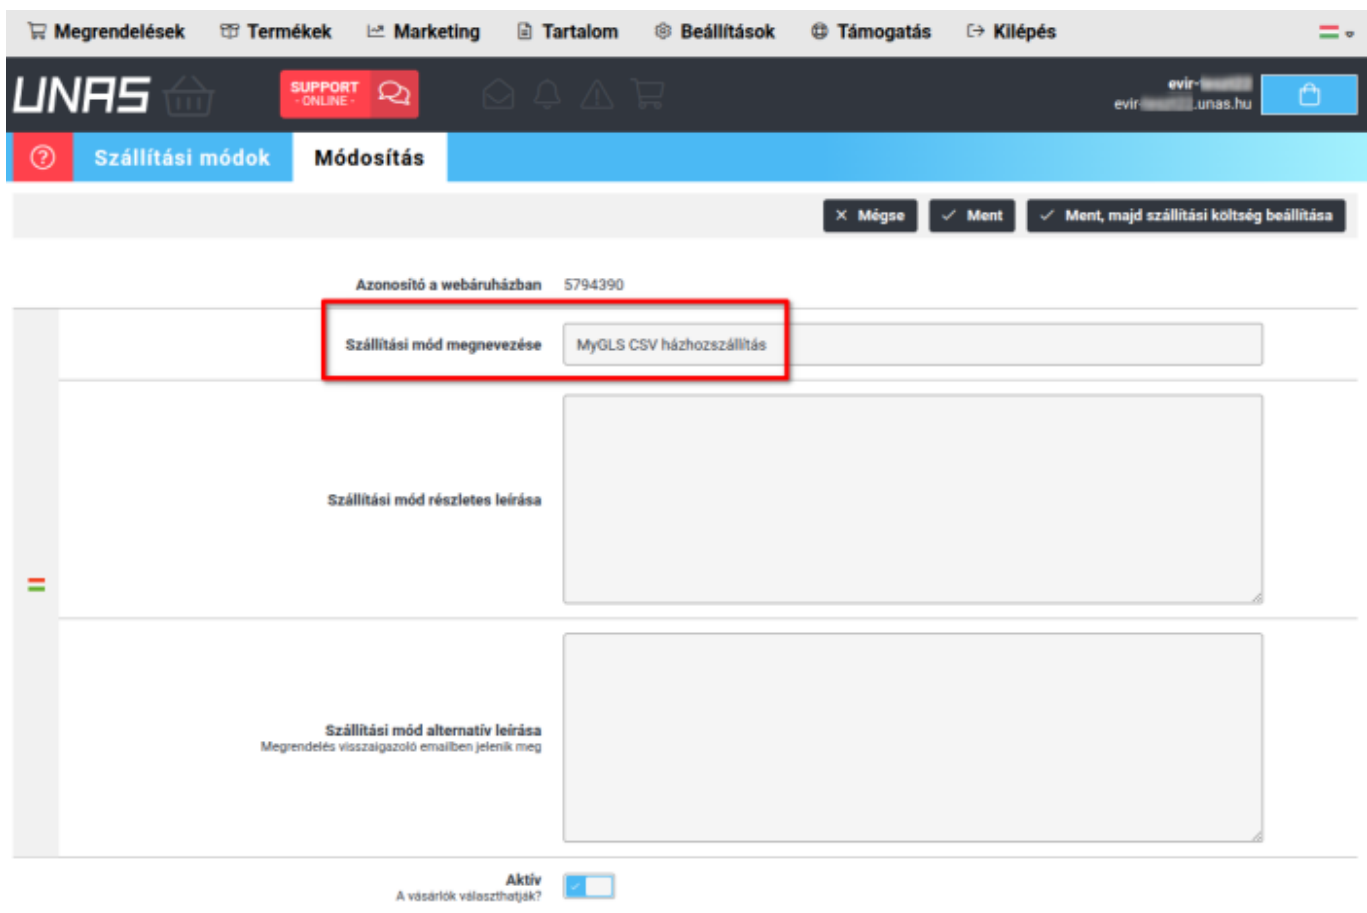 Megrendelések Termékek Marketing Tartalom Beállítások Támogatás Kilépés
UNAS
SUPPORT
- ONLINE -
evir-
evir- .unas.hu
Szállítási módok Módosítás
Mégse Ment Ment, majd szállítási költség beállítása
Azonosító a webáruházban 5794390
Szállítási mód megnevezése MyGLS CSV házhozszállítás
Szállítási mód részletes leírása
Szállítási mód alternatív leírása
Megrendelés visszaigazoló emailben jelenik meg
Aktív
A vásárlók választhatják?